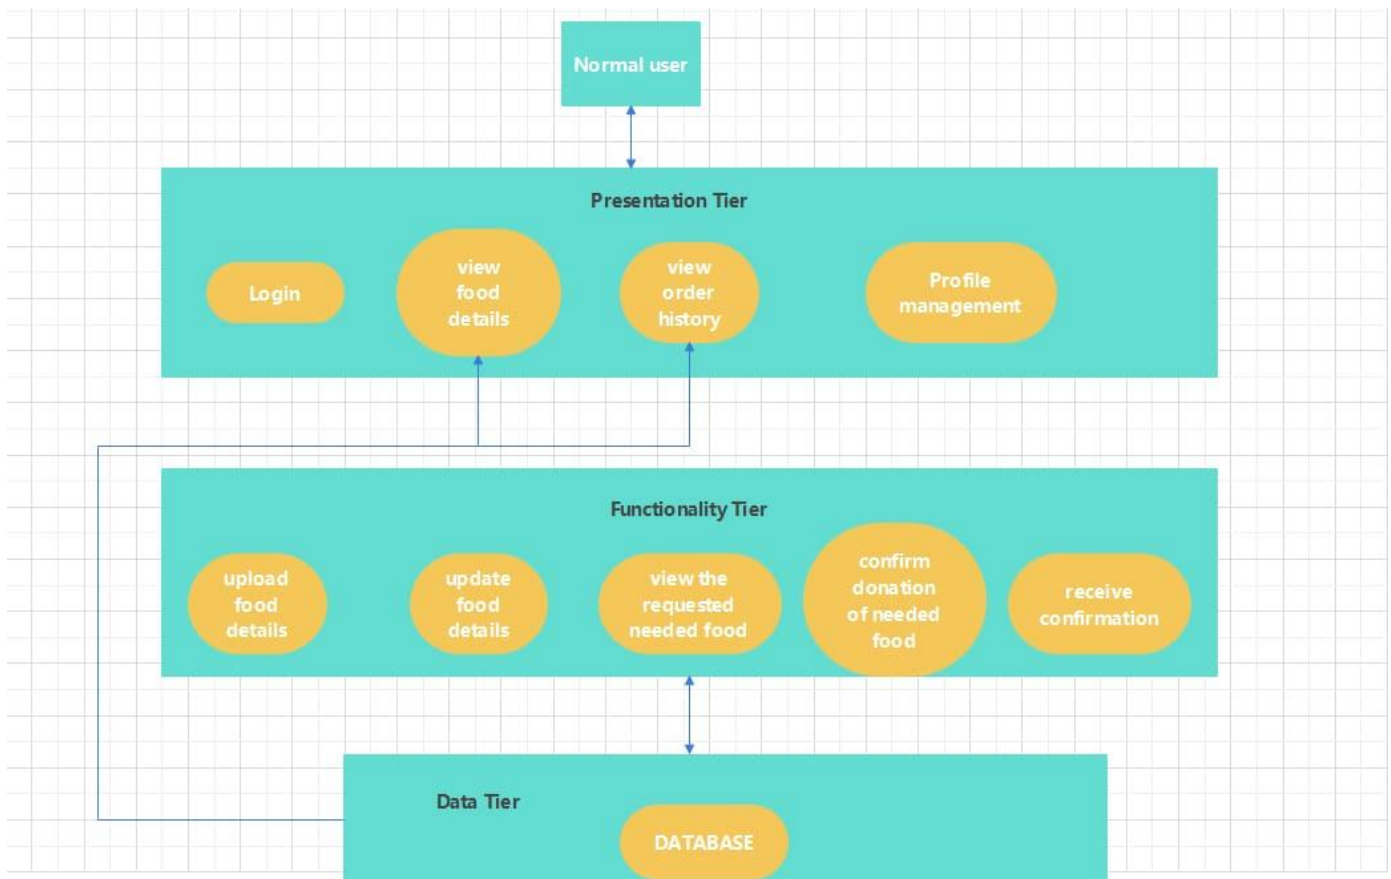 Normal user
Presentation Tier
Login
view
food
details
view
order
history
Profile
management
Functionality Tier
upload
food
details
update
food
details
view the
requested
needed food
confirm
donation
of needed
food
receive
confirmation
Data Tier
DATABASE